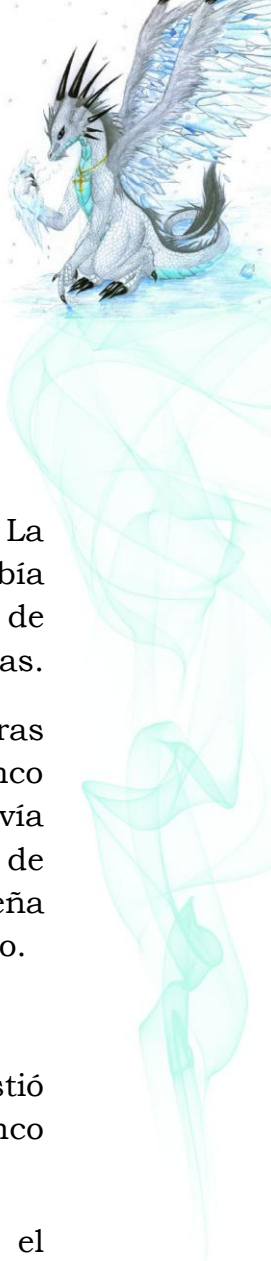 La
bía
de
as.
ras
nco
vía
de
eña
o.
stió
nco
el